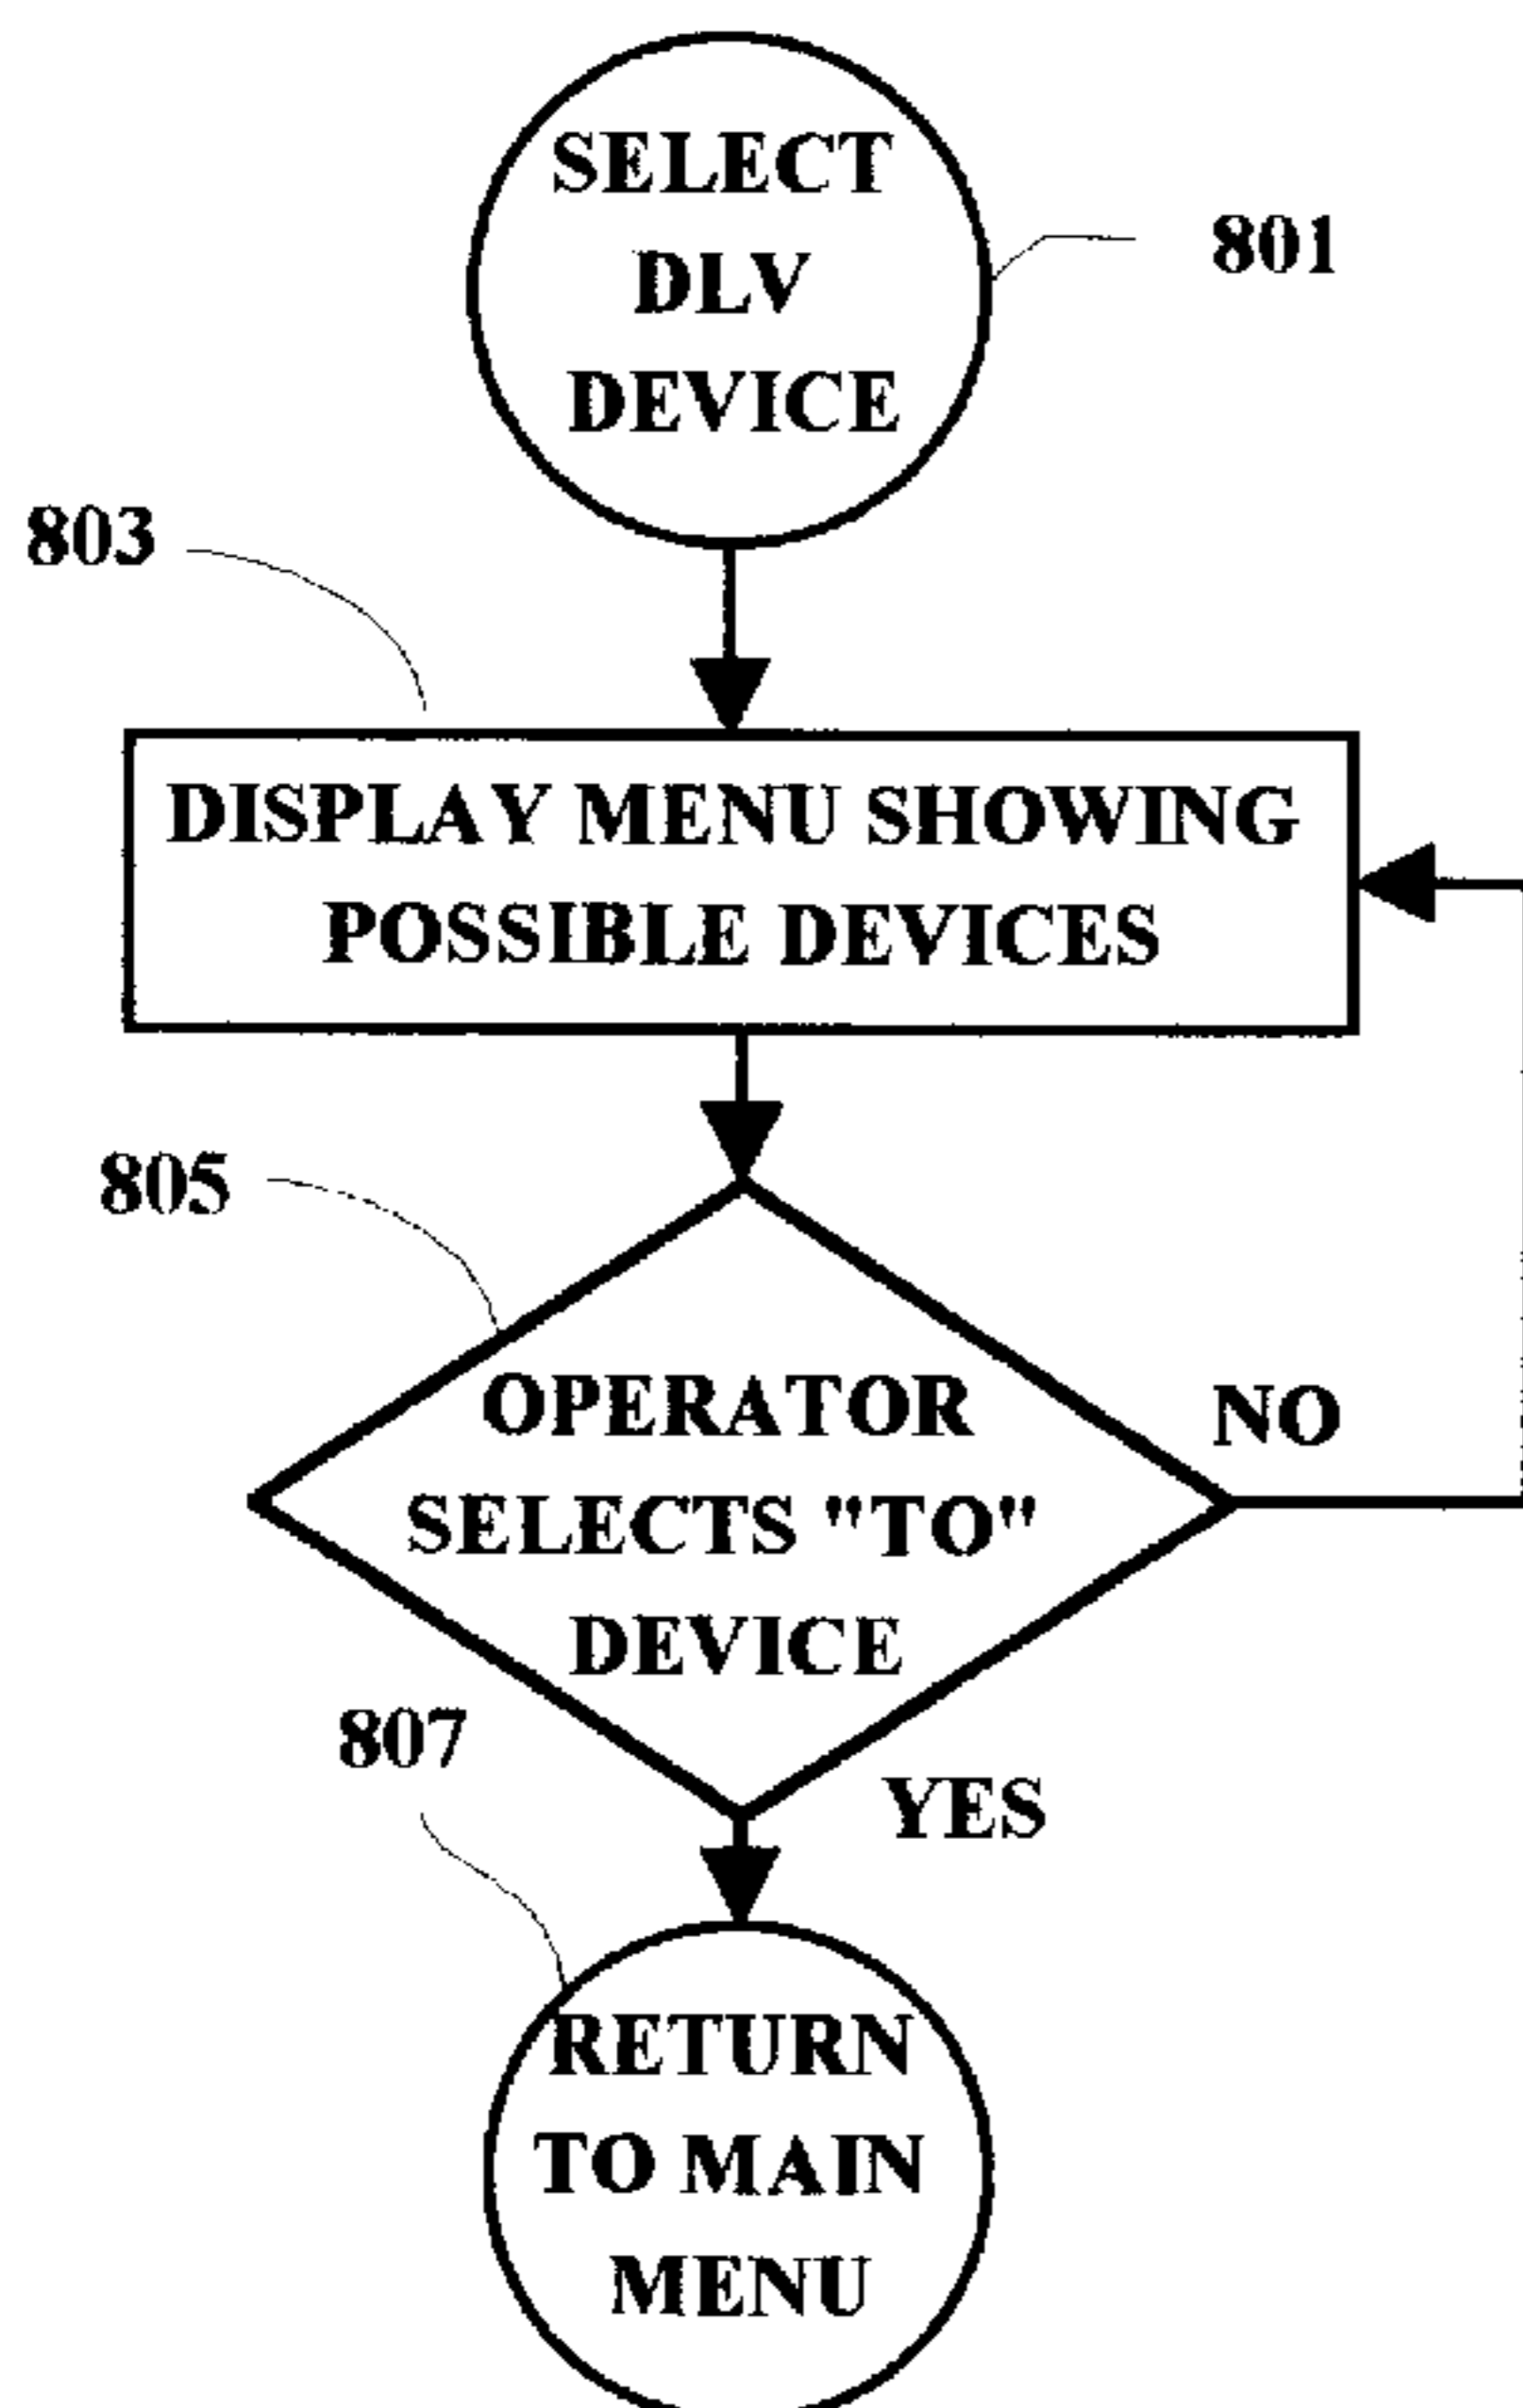 SELECT
DLV
DEVICE
801
803
DISPLAY MENU SHOWING
POSSIBLE DEVICES
805
OPERATOR
SELECTS "TO"
DEVICE
NO
807
YES
RETURN
TO MAIN
MENU